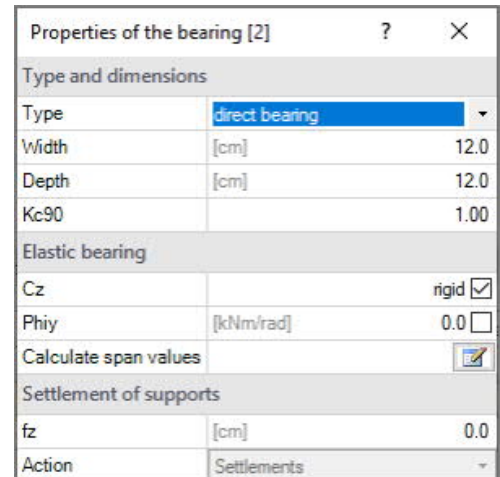 Properties of the bearing [2] ? ×
Type and dimensions
Type direct bearing
Width [cm] 12.0
Depth [cm] 12.0
Kc90 1.00
Elastic bearing
Cz rigid
Phiy [kNm/rad] 0.0
Calculate span values
Settlement of supports
fz [cm] 0.0
Action Settlements